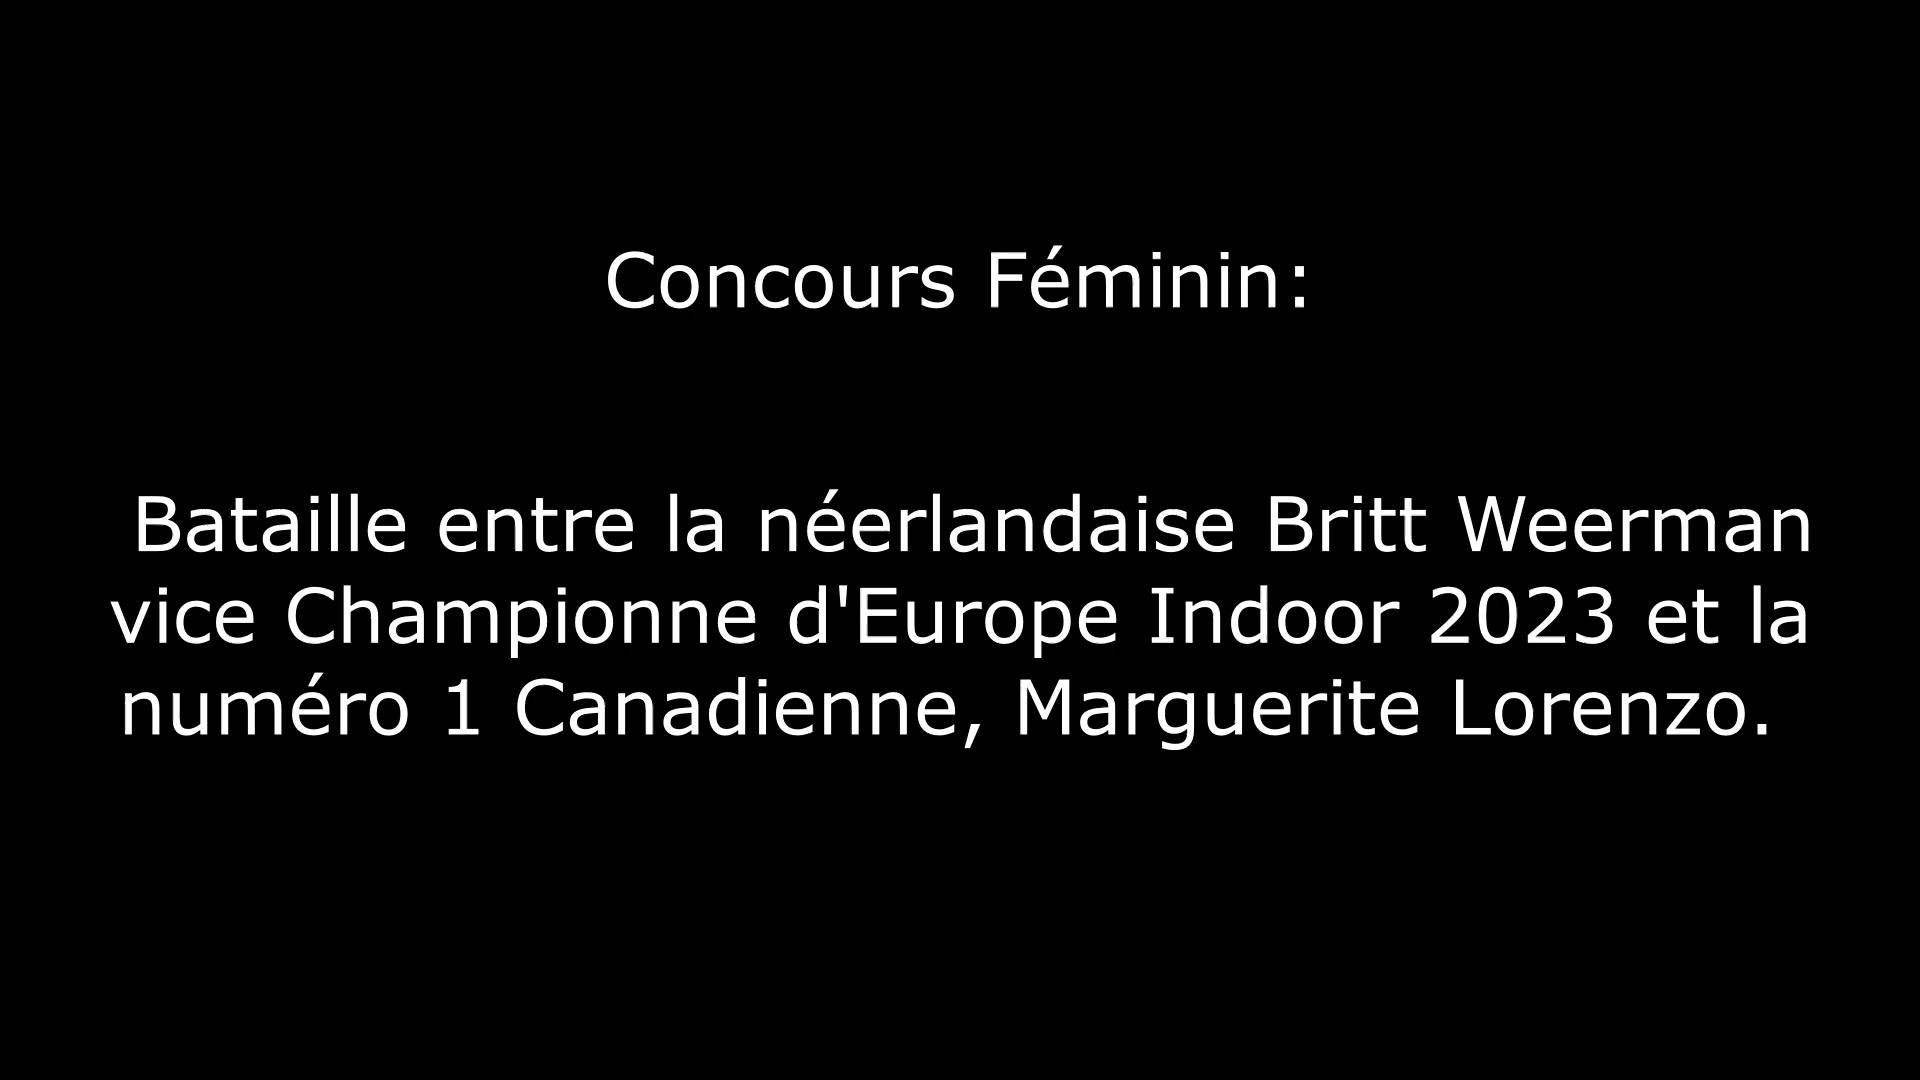 Concours Féminin:
Bataille entre la néerlandaise Britt Weerman
vice Championne d'Europe Indoor 2023 et la
numéro 1 Canadienne, Marguerite Lorenzo.